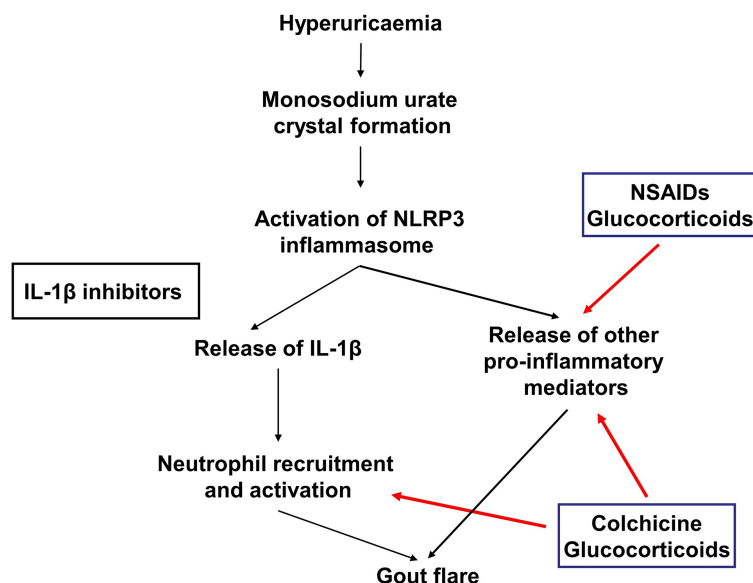 Hyperuricaemia
Monosodium urate
crystal formation
Activation of NLRP3
inflammasome
NSAIDs
Glucocorticoids
IL-1β inhibitors
Release of IL-1β
Release of other
pro-inflammatory
mediators
Neutrophil recruitment
and activation
Colchicine
Glucocorticoids
Gout flare